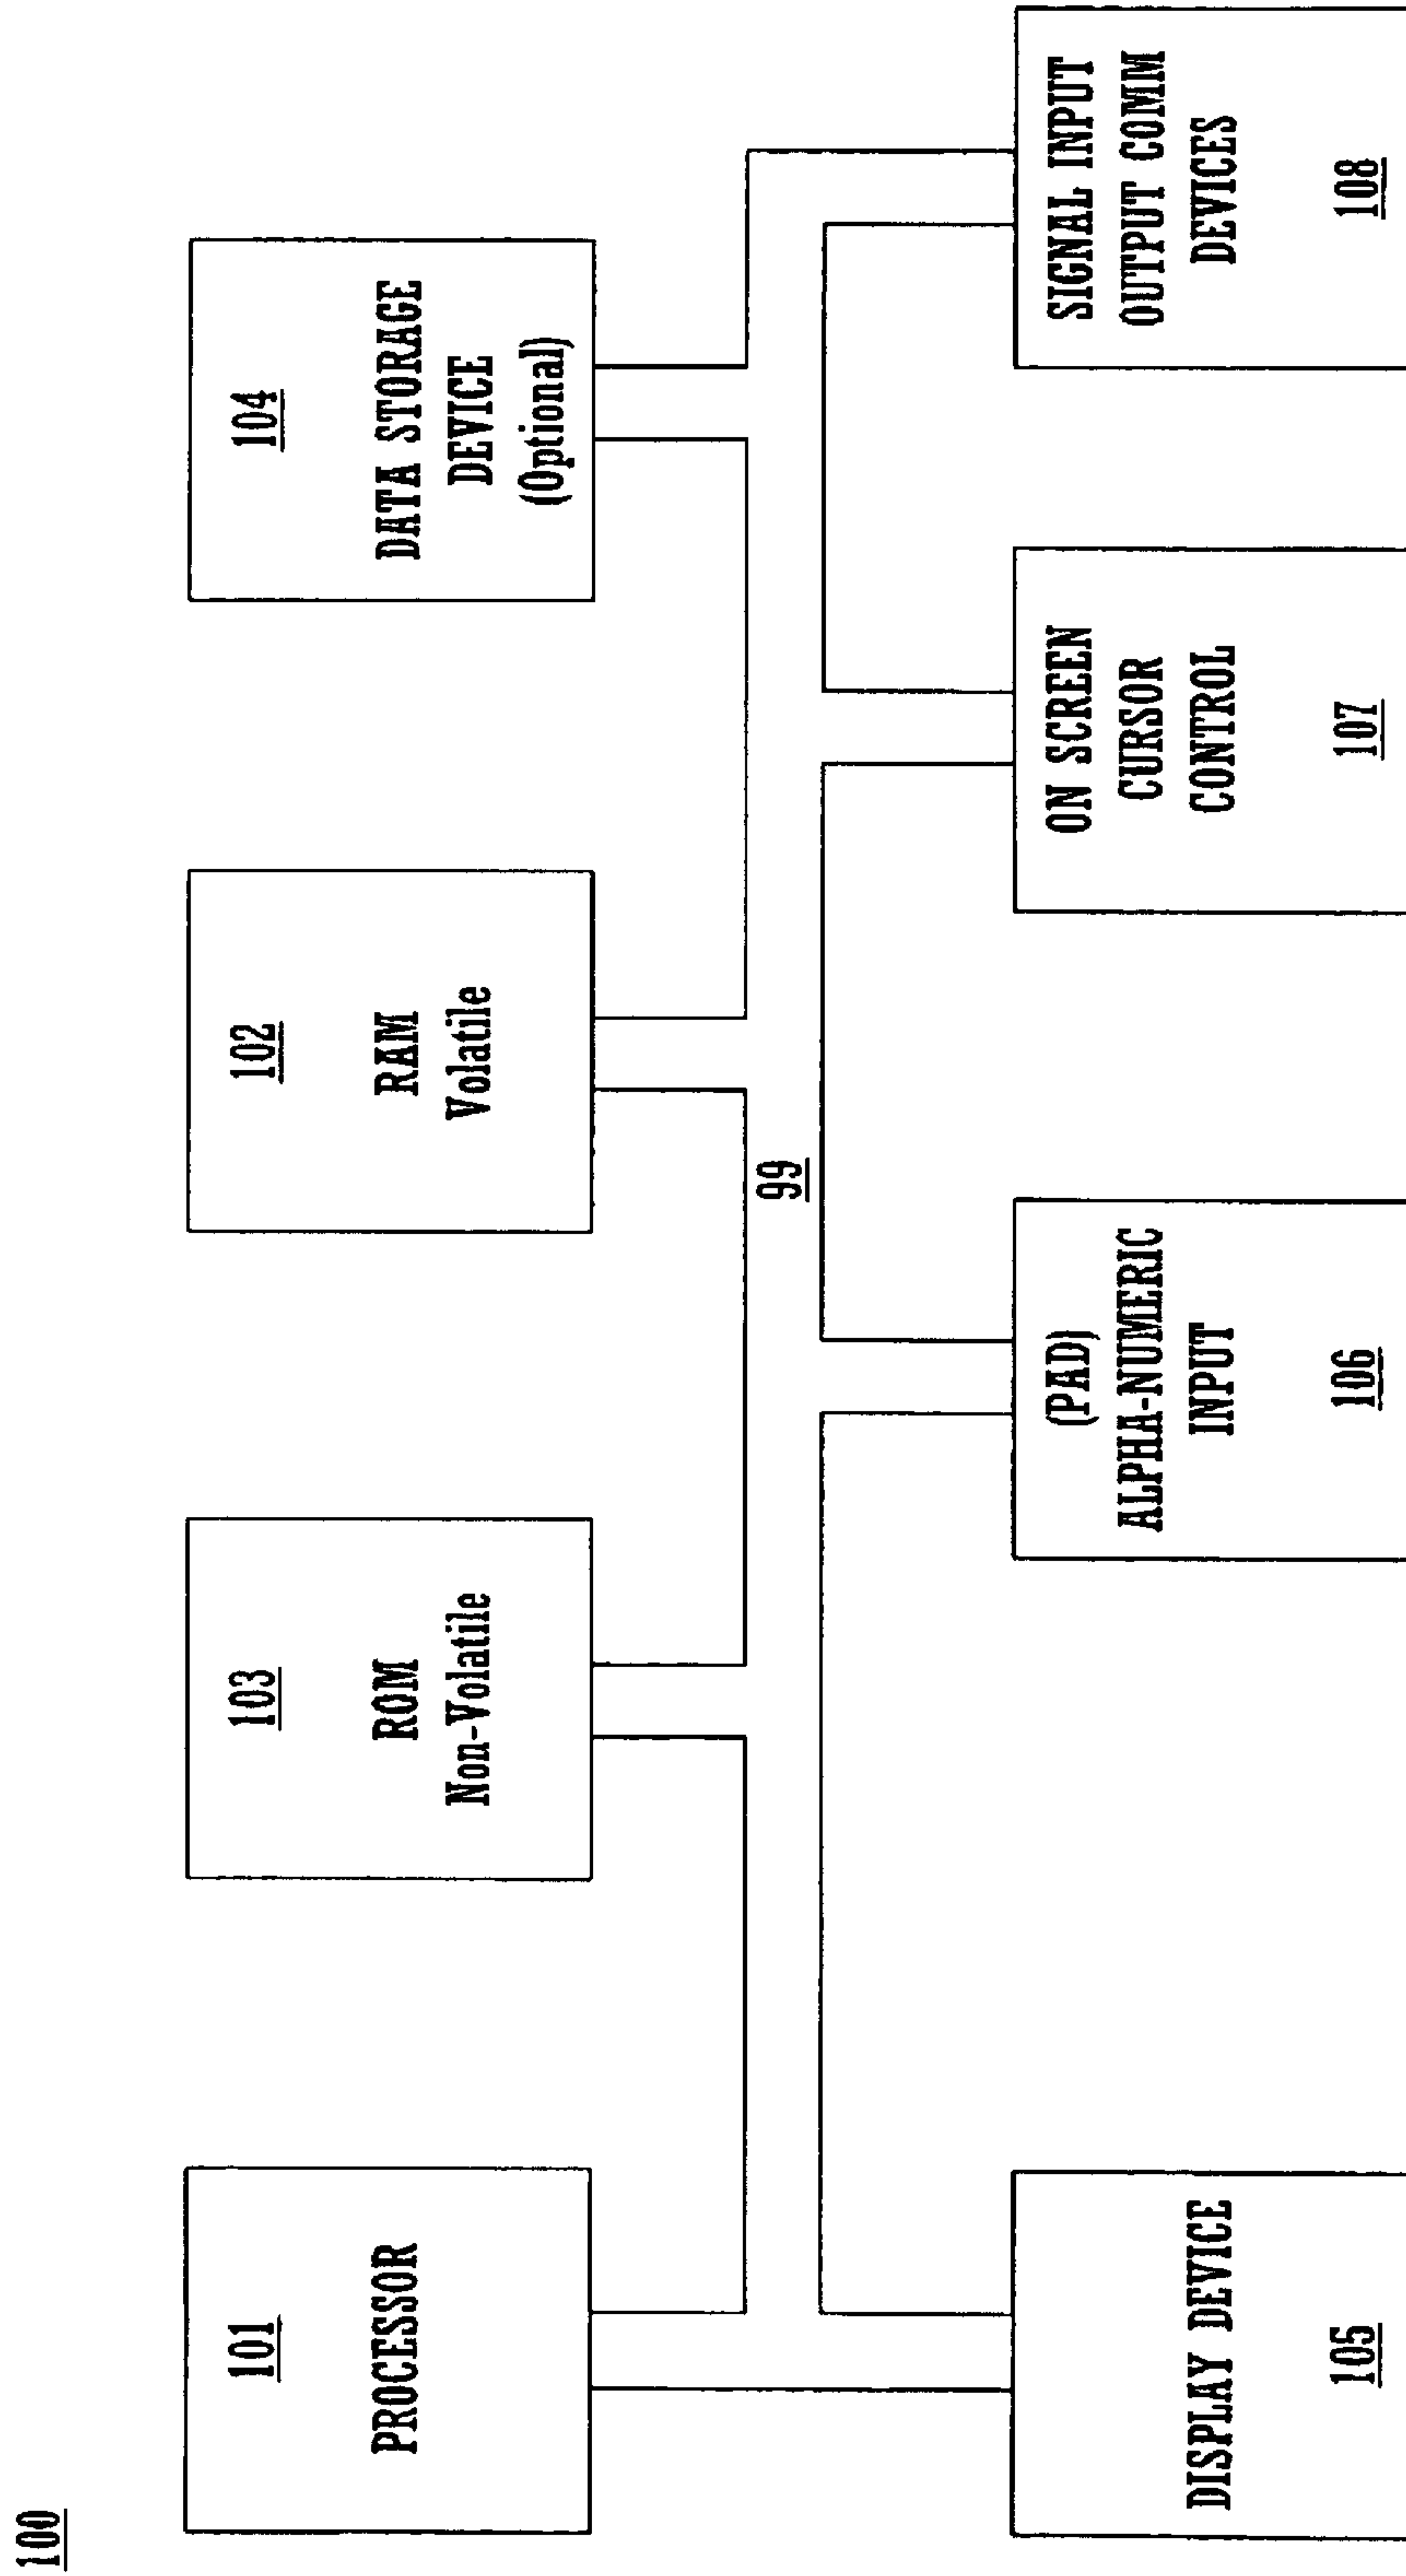 100
101
PROCESSOR
103
ROM
Non-Volatile
102
RAM
Volatile
104
DATA STORAGE
DEVICE
(Optional)
99
DISPLAY DEVICE
105
(PAD)
ALPHA-NUMERIC
INPUT
106
ON SCREEN
CURSOR
CONTROL
107
SIGNAL INPUT
OUTPUT COMM
DEVICES
108